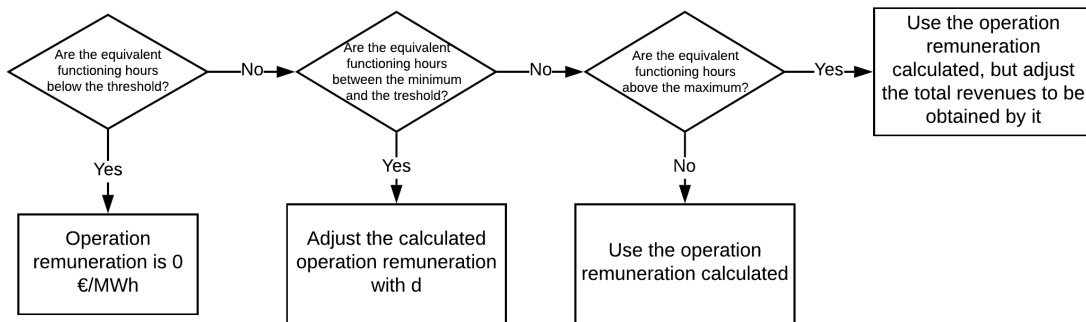 Are the equivalent
functioning hours
below the threshold?
No
Yes
Operation
remuneration is 0
€/MWh
Are the equivalent
functioning hours
between the minimum
and the treshold?
No
Yes
Adjust the calculated
operation remuneration
with d
Are the equivalent
functioning hours
above the maximum?
Yes
No
Use the operation
remuneration calculated
Use the operation
remuneration
calculated, but adjust
the total revenues to be
obtained by it